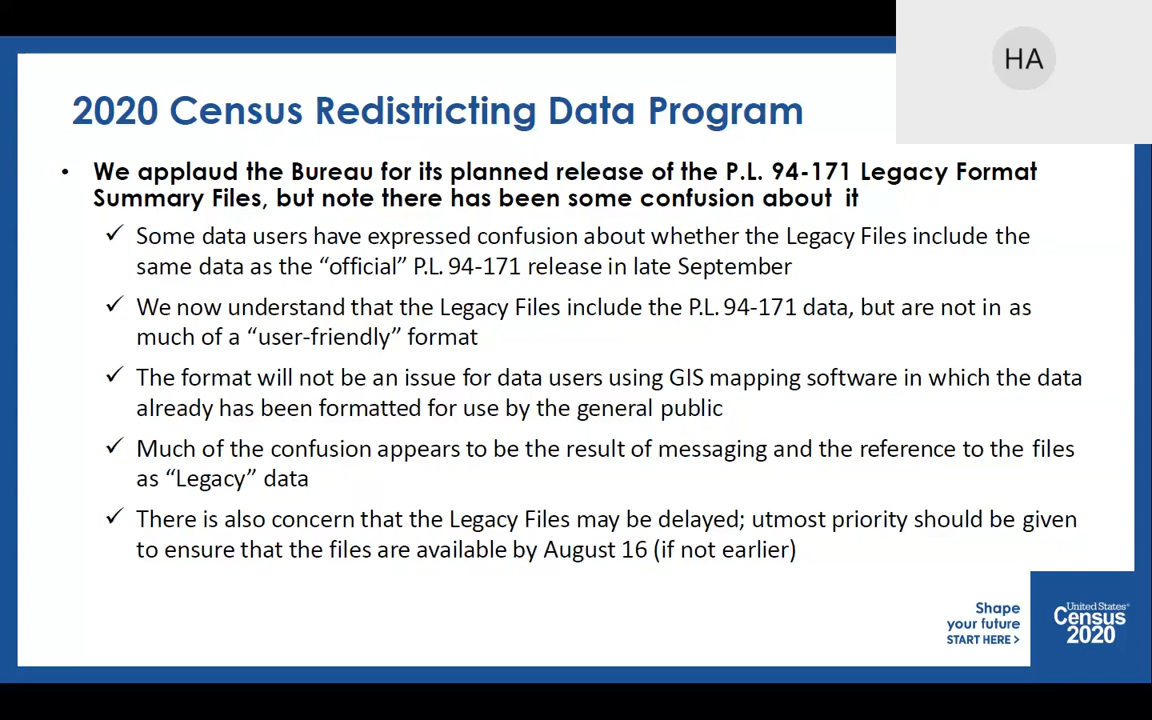 HA
2020 Census Redistricting Data Program
• We applaud the Bureau for its planned release of the P.L. 94-171 Legacy Format
Summary Files, but note there has been some confusion about it
✓ Some data users have expressed confusion about whether the Legacy Files include the
same data as the “official” P.L. 94-171 release in late September
✓ We now understand that the Legacy Files include the P.L. 94-171 data, but are not in as
much of a “user-friendly” format
✓ The format will not be an issue for data users using GIS mapping software in which the data
already has been formatted for use by the general public
✓ Much of the confusion appears to be the result of messaging and the reference to the files
as “Legacy” data
✓ There is also concern that the Legacy Files may be delayed; utmost priority should be given
to ensure that the files are available by August 16 (if not earlier)
Shape
your future
START HERE >
United States®
Census
2020